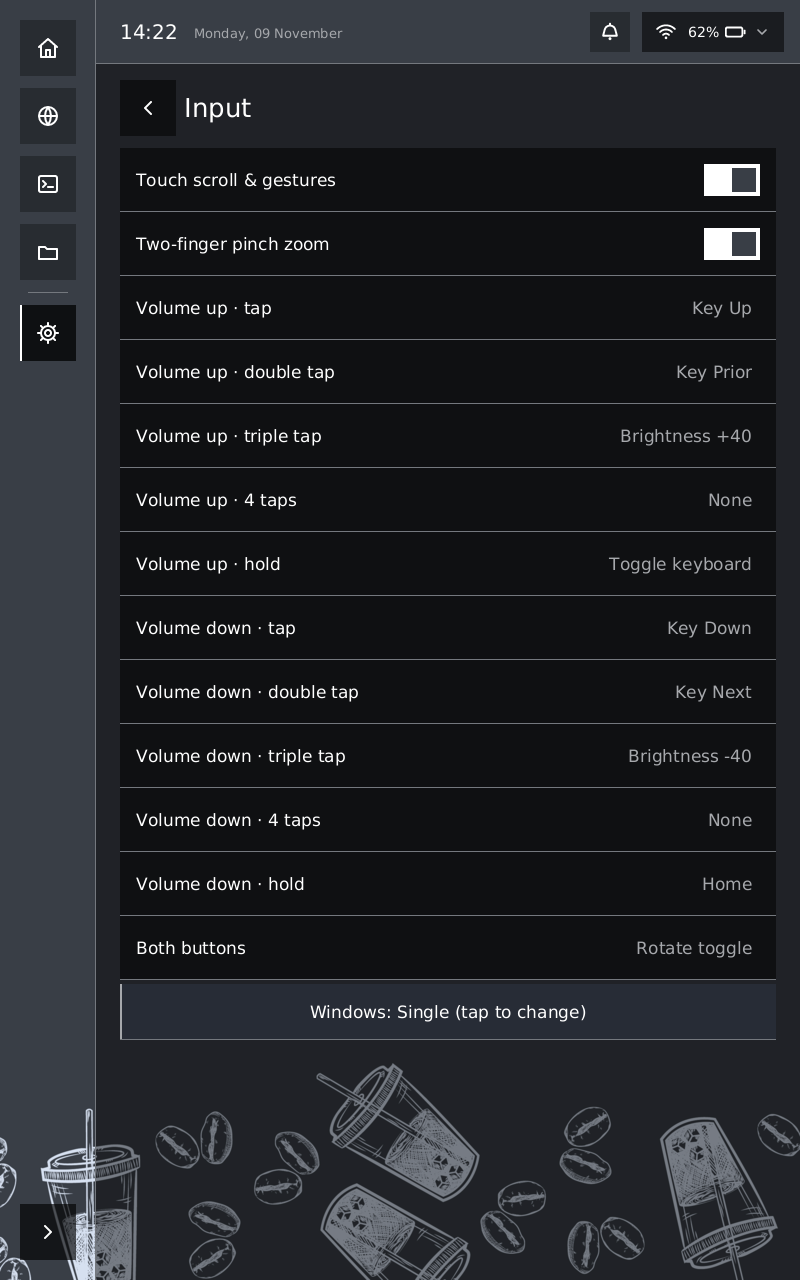 14:22 Monday, 09 November 62%
Input
Touch scroll & gestures
Two-finger pinch zoom
Volume up · tap Key Up
Volume up · double tap Key Prior
Volume up · triple tap Brightness +40
Volume up · 4 taps None
Volume up · hold Toggle keyboard
Volume down · tap Key Down
Volume down · double tap Key Next
Volume down · triple tap Brightness -40
Volume down · 4 taps None
Volume down · hold Home
Both buttons Rotate toggle
Windows: Single (tap to change)